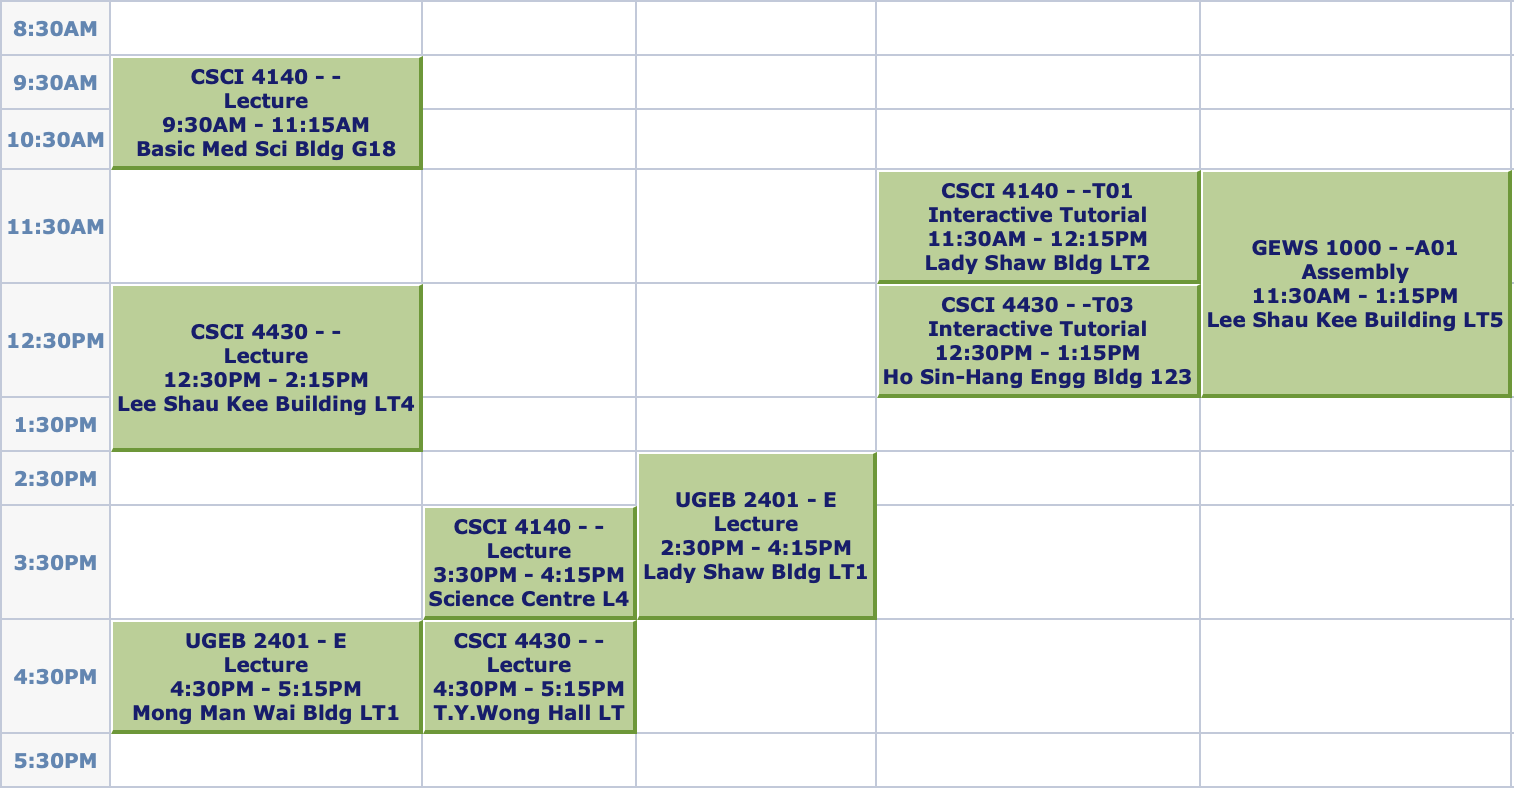 8:30AM
9:30AM
CSCI 4140 - -
Lecture
9:30AM - 11:15AM
Basic Med Sci Bldg G18
10:30AM
11:30AM
CSCI 4140 - -T01
Interactive Tutorial
11:30AM - 12:15PM
Lady Shaw Bldg LT2
GEWS 1000 - -A01
Assembly
11:30AM - 1:15PM
Lee Shau Kee Building LT5
12:30PM
CSCI 4430 - -
Lecture
12:30PM - 2:15PM
Lee Shau Kee Building LT4
CSCI 4430 - -T03
Interactive Tutorial
12:30PM - 1:15PM
Ho Sin-Hang Engg Bldg 123
1:30PM
2:30PM
UGEB 2401 - E
Lecture
2:30PM - 4:15PM
Lady Shaw Bldg LT1
3:30PM
CSCI 4140 - -
Lecture
3:30PM - 4:15PM
Science Centre L4
4:30PM
UGEB 2401 - E
Lecture
4:30PM - 5:15PM
Mong Man Wai Bldg LT1
CSCI 4430 - -
Lecture
4:30PM - 5:15PM
T.Y.Wong Hall LT
5:30PM